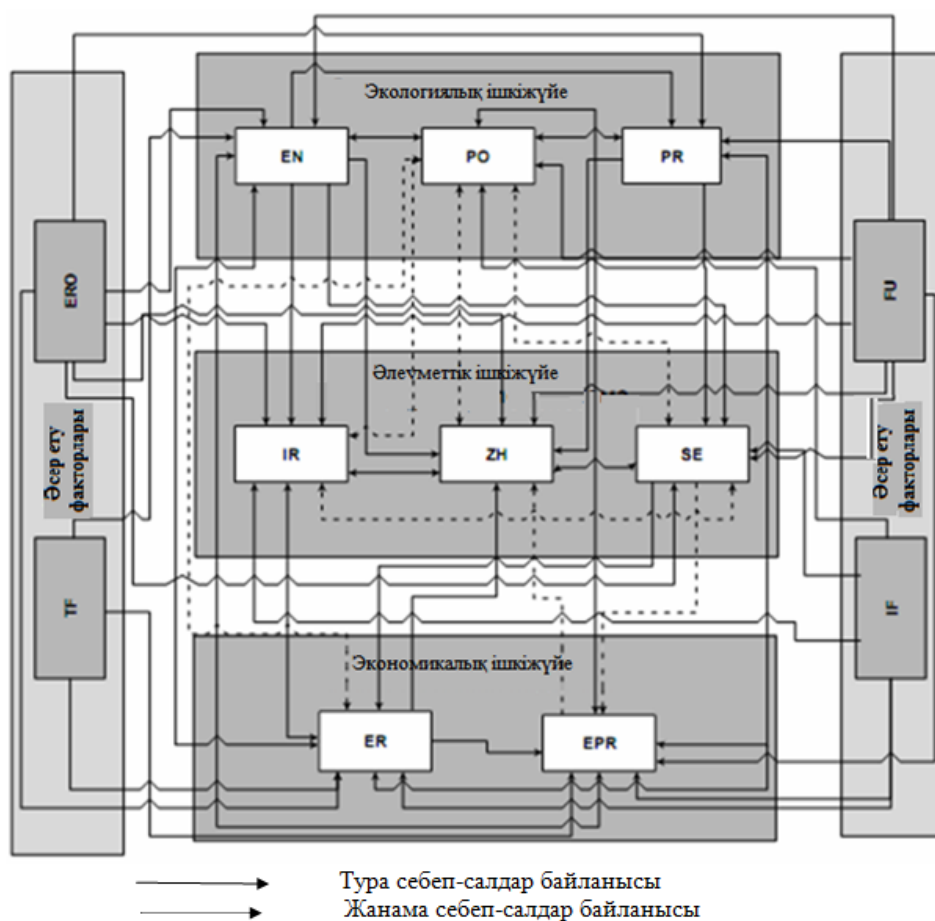 Экологиялық ішкіжүйе
EN
PO
PR
ERO
FU
Әлеуметтік ішкіжүйе
IR
ZH
SE
Әсер ету
факторлары
Әсер ету
факторлары
TF
IF
Экономикалық ішкіжүйе
ER
EPR
Тура себеп-салдар байланысы
Жанама себеп-салдар байланысы